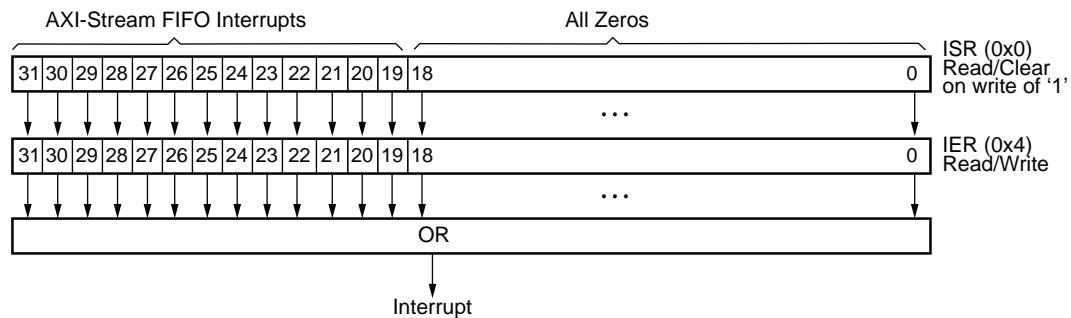 AXI-Stream FIFO Interrupts All Zeros
31 30 29 28 27 26 25 24 23 22 21 20 19 18 0
ISR (0x0)
Read/Clear
on write of ‘1’
...
31 30 29 28 27 26 25 24 23 22 21 20 19 18 0
IER (0x4)
Read/Write
...
OR
Interrupt